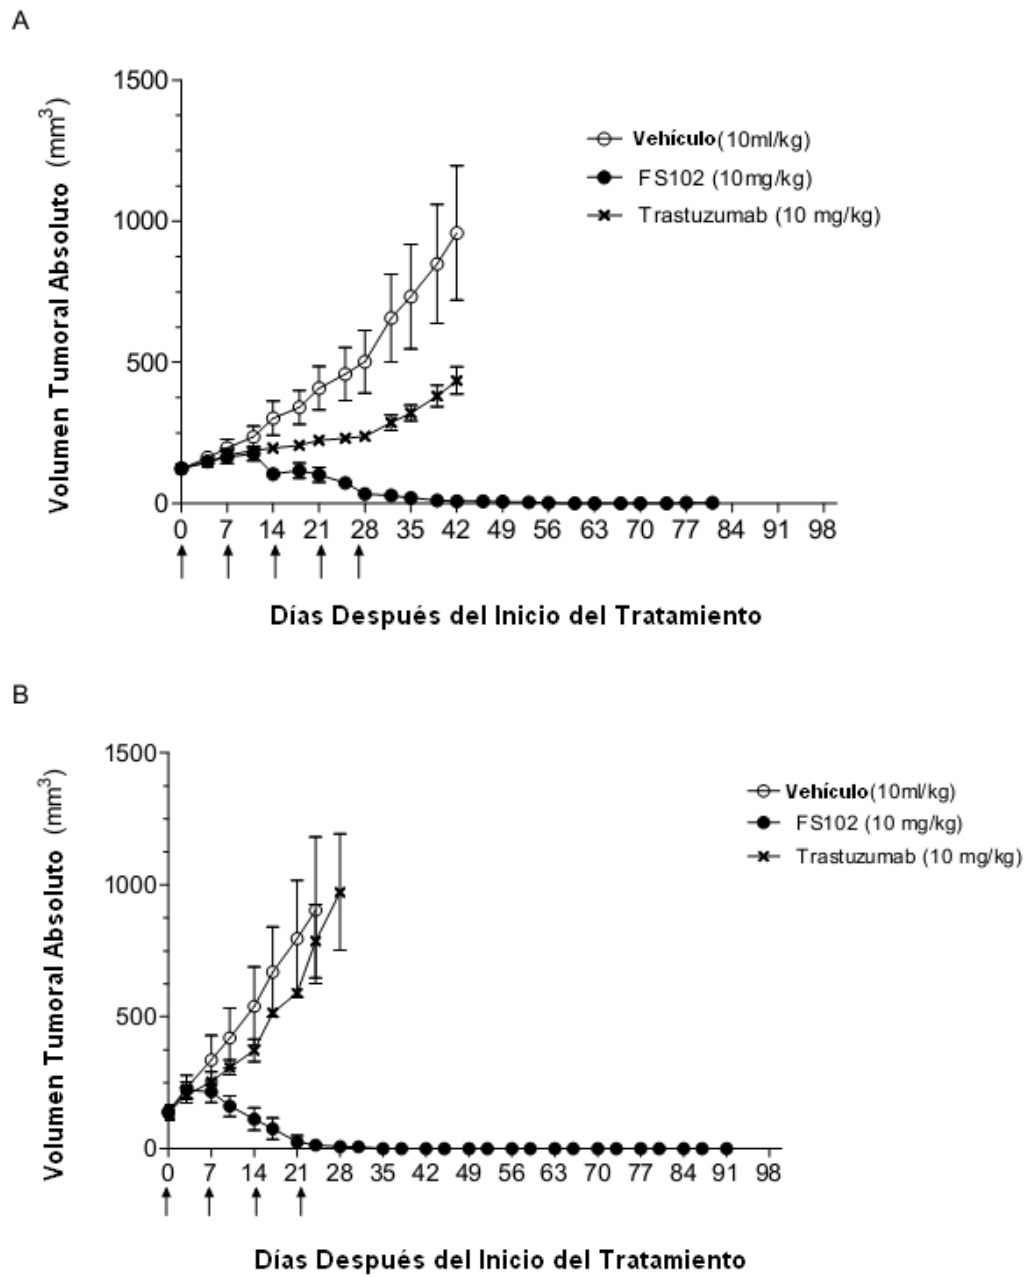 A
1500
1000
500
0
Volumen Tumoral Absoluto (mm³)
Vehículo(10ml/kg)
FS102 (10mg/kg)
Trastuzumab (10 mg/kg)
0 7 14 21 28 35 42 49 56 63 70 77 84 91 98
Días Después del Inicio del Tratamiento
B
1500
1000
500
0
Volumen Tumoral Absoluto (mm³)
Vehículo(10ml/kg)
FS102 (10 mg/kg)
Trastuzumab (10 mg/kg)
0 7 14 21 28 35 42 49 56 63 70 77 84 91 98
Días Después del Inicio del Tratamiento